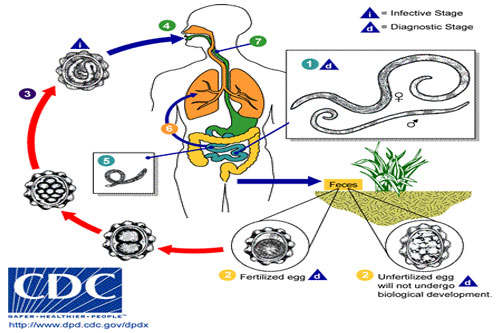 i = Infective Stage
d = Diagnostic Stage
4
7
i
1 d
3
6
5
Feces
2 Fertilized egg d
2 Unfertilized egg d
will not undergo
biological development.
CDC
SAFER • HEALTHIER • PEOPLE™
http://www.dpd.cdc.gov/dpdx